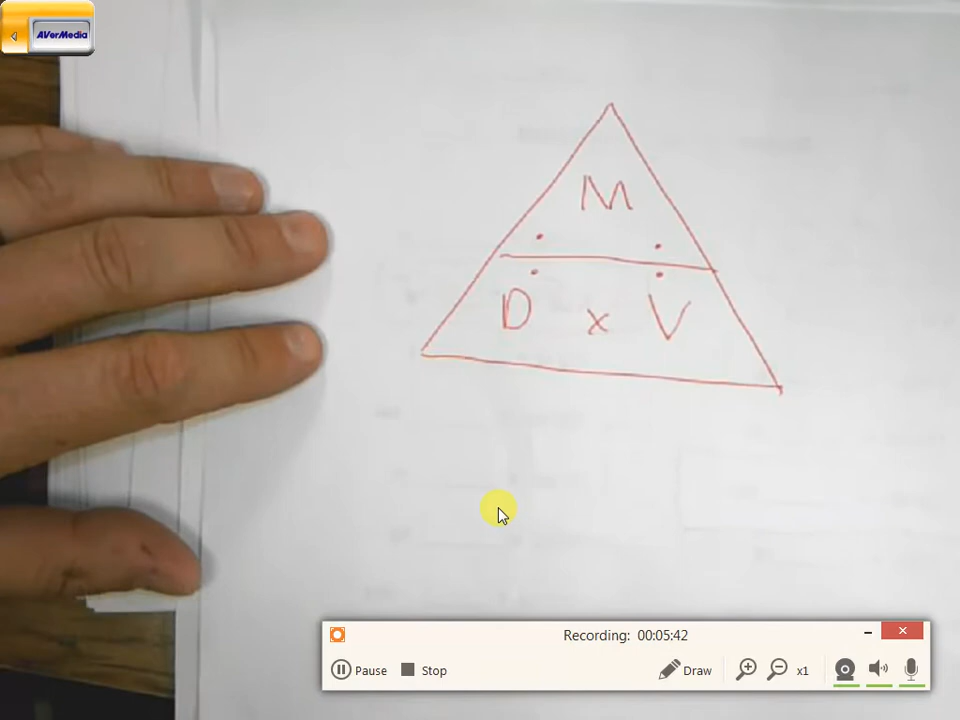 AVerMedia
M
÷ ÷
D x V
Recording: 00:05:42
Pause Stop Draw x1